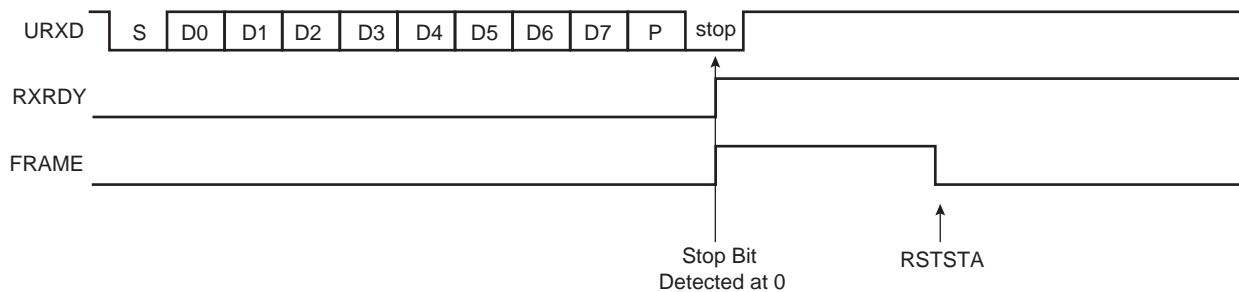 URXD S D0 D1 D2 D3 D4 D5 D6 D7 P stop
RXRDY
FRAME
Stop Bit
Detected at 0
RSTSTA